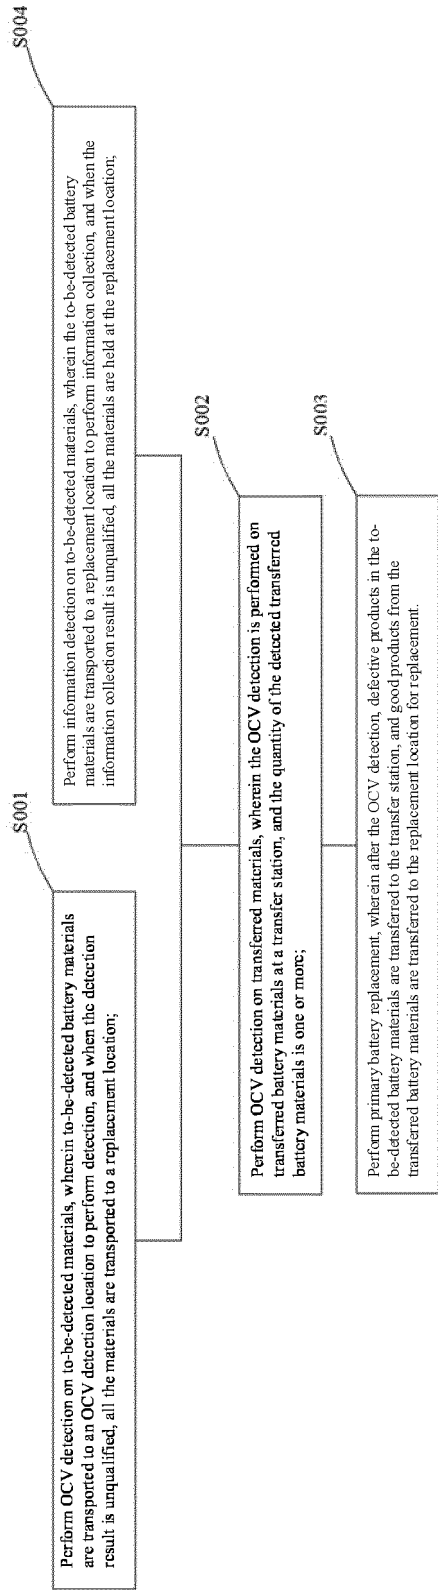 S001
Perform OCV detection on to-be-detected materials, wherein to-be-detected battery materials
are transported to an OCV detection location to perform detection, and when the detection
result is unqualified, all the materials are transported to a replacement location;
S004
Perform information detection on to-be-detected materials, wherein the to-be-detected battery
materials are transported to a replacement location to perform information collection, and when the
information collection result is unqualified, all the materials are held at the replacement location;
S002
Perform OCV detection on transferred materials, wherein the OCV detection is performed on
transferred battery materials at a transfer station, and the quantity of the detected transferred
battery materials is one or more;
S003
Perform primary battery replacement, wherein after the OCV detection, defective products in the to-
be-detected battery materials are transferred to the transfer station, and good products from the
transferred battery materials are transferred to the replacement location for replacement.